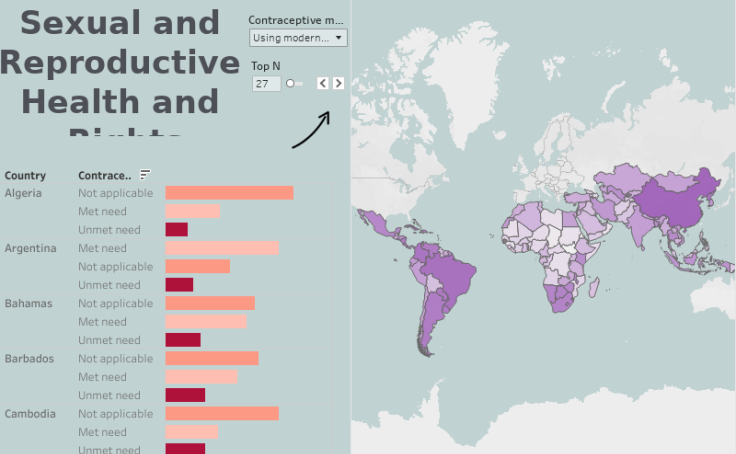 Sexual and
Reproductive
Health and
Rights
Contraceptive m...
Using modern...
Top N
27
Country Contrace..
Algeria Not applicable
Met need
Unmet need
Argentina Met need
Not applicable
Unmet need
Bahamas Not applicable
Met need
Unmet need
Barbados Not applicable
Met need
Unmet need
Cambodia Not applicable
Met need
Unmet need